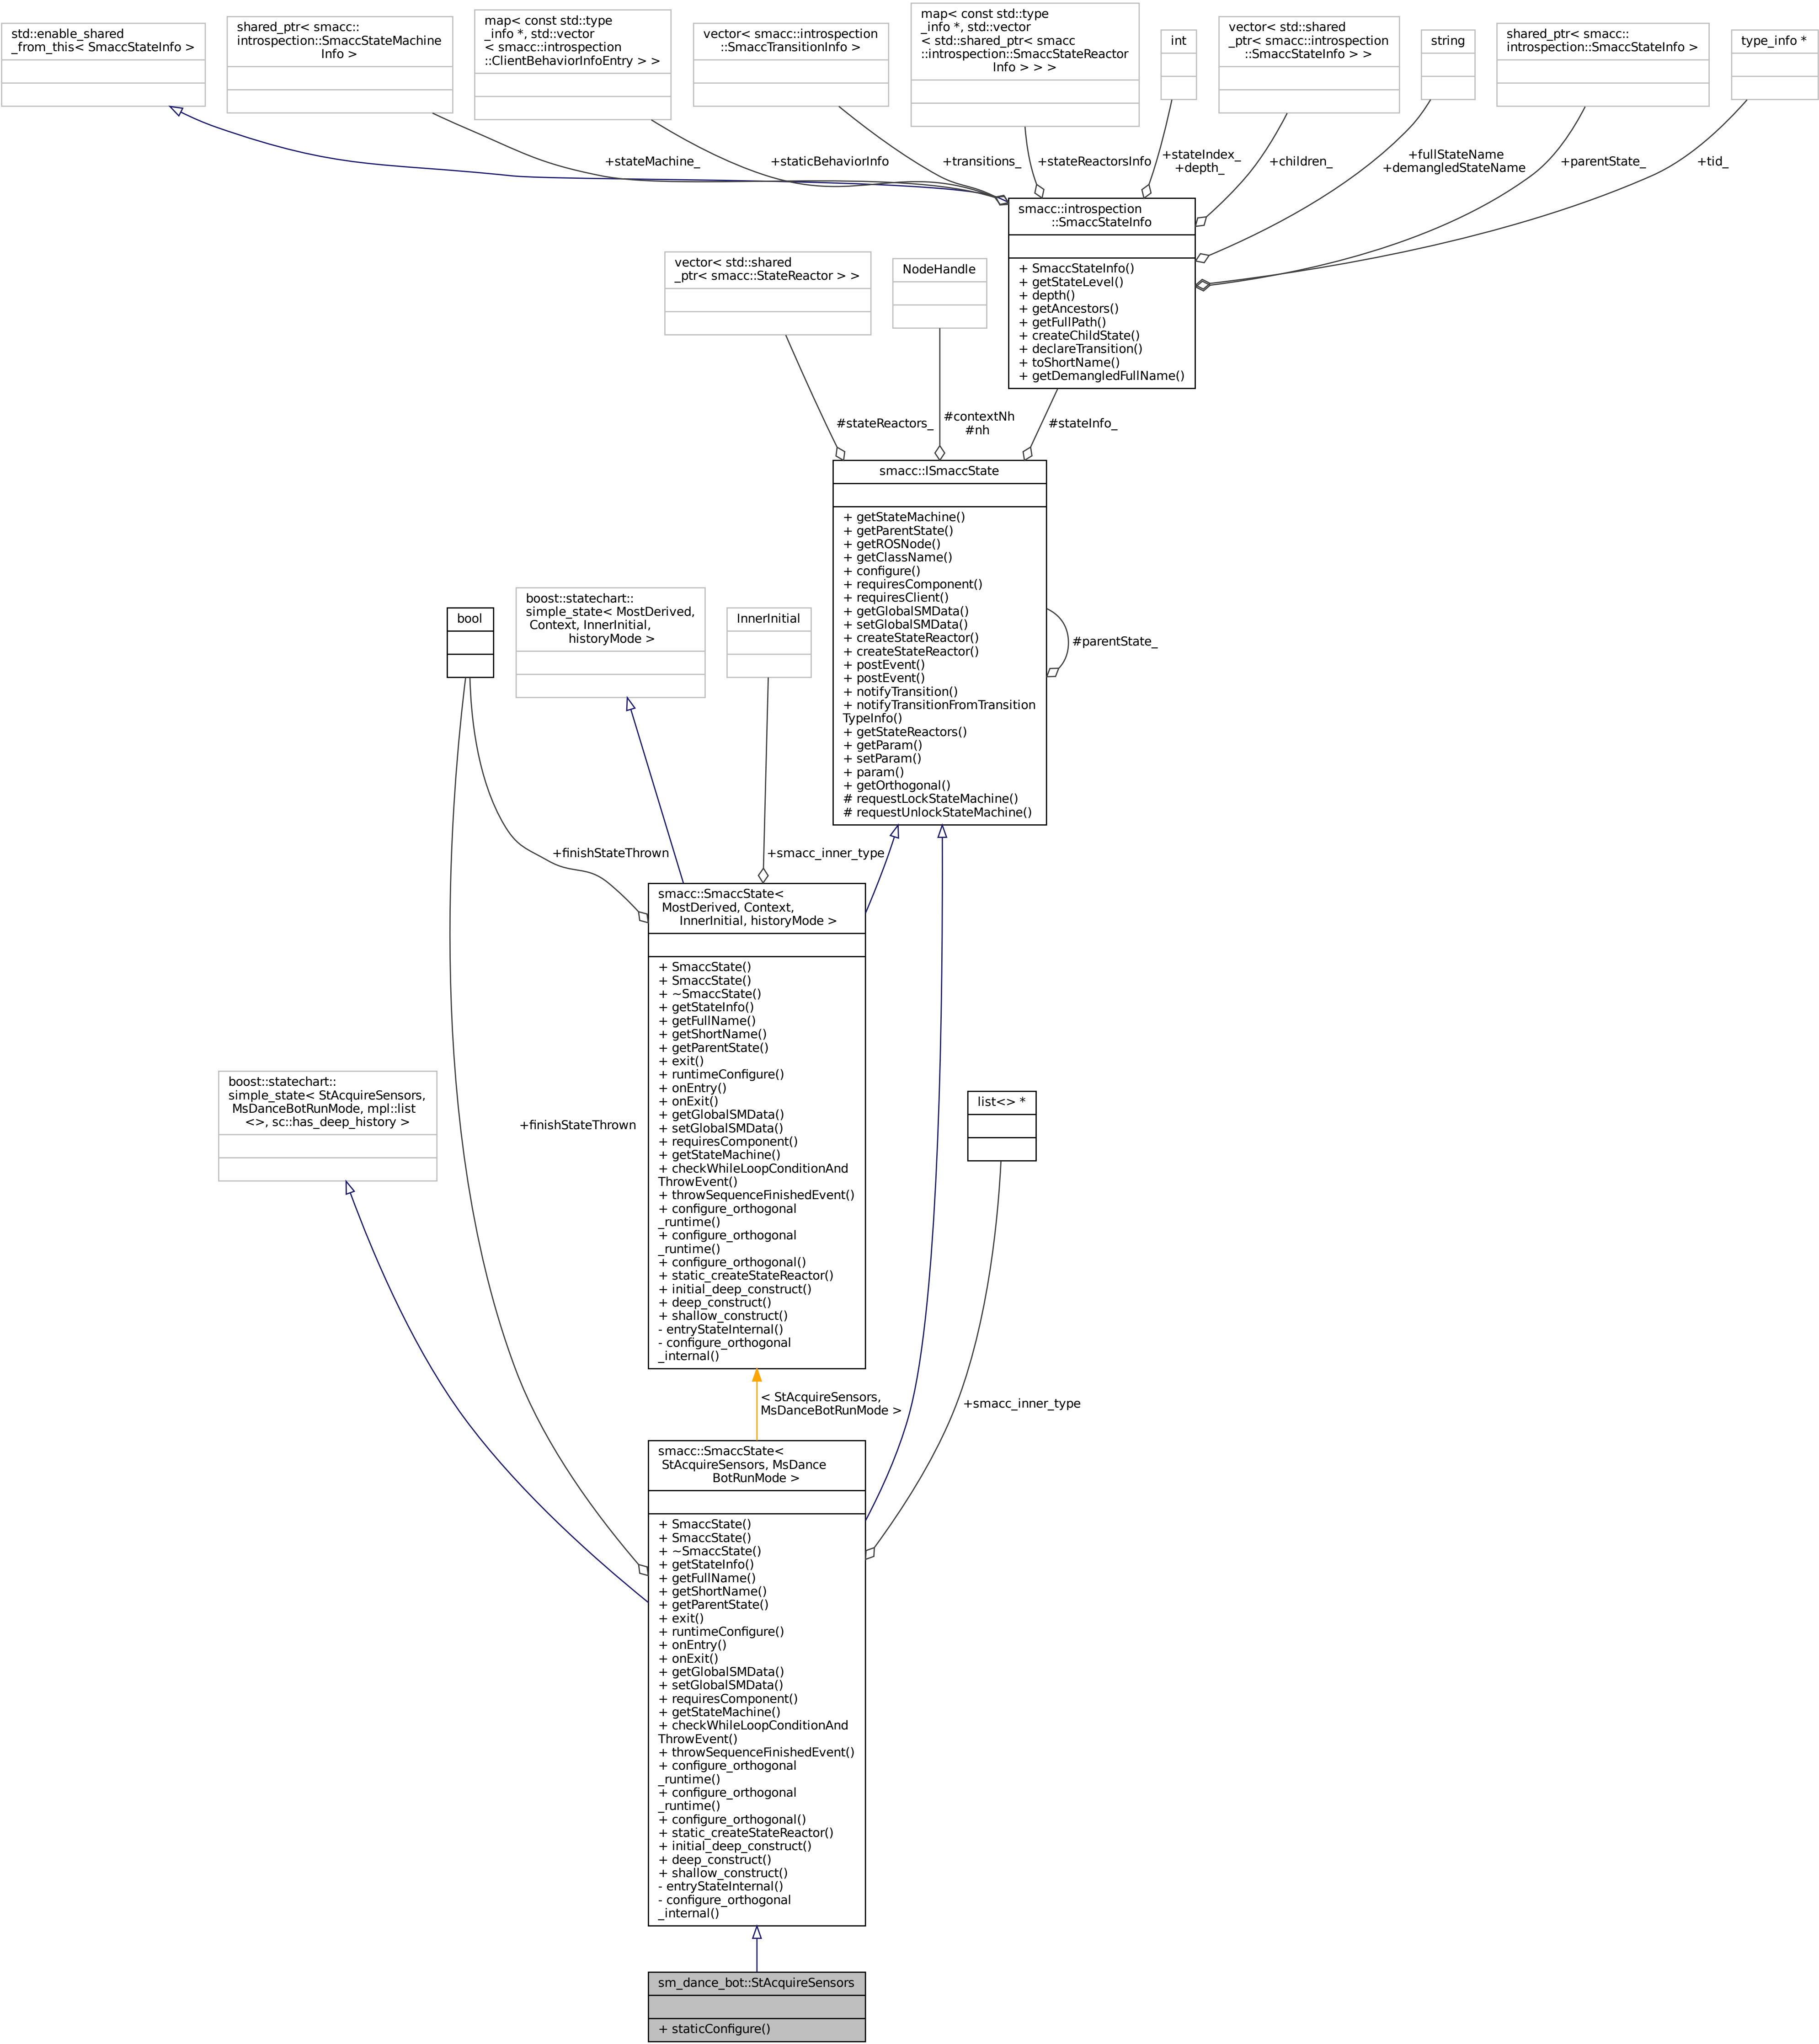 std::enable_shared
_from_this< SmaccStateInfo >
shared_ptr< smacc::
introspection::SmaccStateMachine
Info >
map< const std::type
_info *, std::vector
< smacc::introspection
::ClientBehaviorInfoEntry > >
vector< smacc::introspection
::SmaccTransitionInfo >
map< const std::type
_info *, std::vector
< std::shared_ptr< smacc
::introspection::SmaccStateReactor
Info > > >
int
vector< std::shared
_ptr< smacc::introspection
::SmaccStateInfo > >
string
shared_ptr< smacc::
introspection::SmaccStateInfo >
type_info *
+stateMachine_
+staticBehaviorInfo
+transitions_
+stateReactorsInfo
+stateIndex_
+depth_
+children_
+fullStateName
+demangledStateName
+parentState_
+tid_
smacc::introspection
::SmaccStateInfo
+ SmaccStateInfo()
+ getStateLevel()
+ depth()
+ getAncestors()
+ getFullPath()
+ createChildState()
+ declareTransition()
+ toShortName()
+ getDemangledFullName()
vector< std::shared
_ptr< smacc::StateReactor > >
NodeHandle
#stateReactors_
#contextNh
#nh
#stateInfo_
smacc::ISmaccState
+ getStateMachine()
+ getParentState()
+ getROSNode()
+ getClassName()
+ configure()
+ requiresComponent()
+ requiresClient()
+ getGlobalSMData()
+ setGlobalSMData()
+ createStateReactor()
+ createStateReactor()
+ postEvent()
+ postEvent()
+ notifyTransition()
+ notifyTransitionFromTransition
TypeInfo()
+ getStateReactors()
+ getParam()
+ setParam()
+ param()
+ getOrthogonal()
# requestLockStateMachine()
# requestUnlockStateMachine()
#parentState_
bool
boost::statechart::
simple_state< MostDerived,
Context, InnerInitial,
historyMode >
InnerInitial
+finishStateThrown
+smacc_inner_type
smacc::SmaccState<
MostDerived, Context,
InnerInitial, historyMode >
+ SmaccState()
+ SmaccState()
+ ~SmaccState()
+ getStateInfo()
+ getFullName()
+ getShortName()
+ getParentState()
+ exit()
+ runtimeConfigure()
+ onEntry()
+ onExit()
+ getGlobalSMData()
+ setGlobalSMData()
+ requiresComponent()
+ getStateMachine()
+ checkWhileLoopConditionAnd
ThrowEvent()
+ throwSequenceFinishedEvent()
+ configure_orthogonal
_runtime()
+ configure_orthogonal
_runtime()
+ configure_orthogonal()
+ static_createStateReactor()
+ initial_deep_construct()
+ deep_construct()
+ shallow_construct()
- entryStateInternal()
- configure_orthogonal
_internal()
boost::statechart::
simple_state< StAcquireSensors,
MsDanceBotRunMode, mpl::list
<>, sc::has_deep_history >
+finishStateThrown
list<> *
< StAcquireSensors,
MsDanceBotRunMode >
+smacc_inner_type
smacc::SmaccState<
StAcquireSensors, MsDance
BotRunMode >
+ SmaccState()
+ SmaccState()
+ ~SmaccState()
+ getStateInfo()
+ getFullName()
+ getShortName()
+ getParentState()
+ exit()
+ runtimeConfigure()
+ onEntry()
+ onExit()
+ getGlobalSMData()
+ setGlobalSMData()
+ requiresComponent()
+ getStateMachine()
+ checkWhileLoopConditionAnd
ThrowEvent()
+ throwSequenceFinishedEvent()
+ configure_orthogonal
_runtime()
+ configure_orthogonal
_runtime()
+ configure_orthogonal()
+ static_createStateReactor()
+ initial_deep_construct()
+ deep_construct()
+ shallow_construct()
- entryStateInternal()
- configure_orthogonal
_internal()
sm_dance_bot::StAcquireSensors
+ staticConfigure()